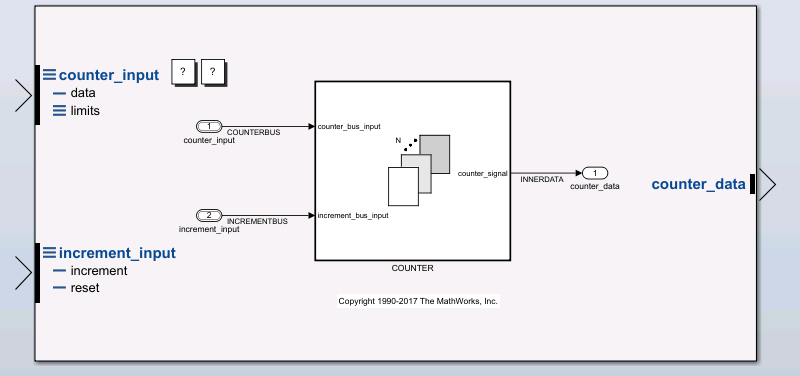 counter_input
data
limits
? ?
1
COUNTERBUS
counter_input
counter_bus_input
N
counter_signal
INNERDATA
1
counter_data
counter_data
2
INCREMENTBUS
increment_input
increment_bus_input
increment_input
increment
reset
COUNTER
Copyright 1990-2017 The MathWorks, Inc.